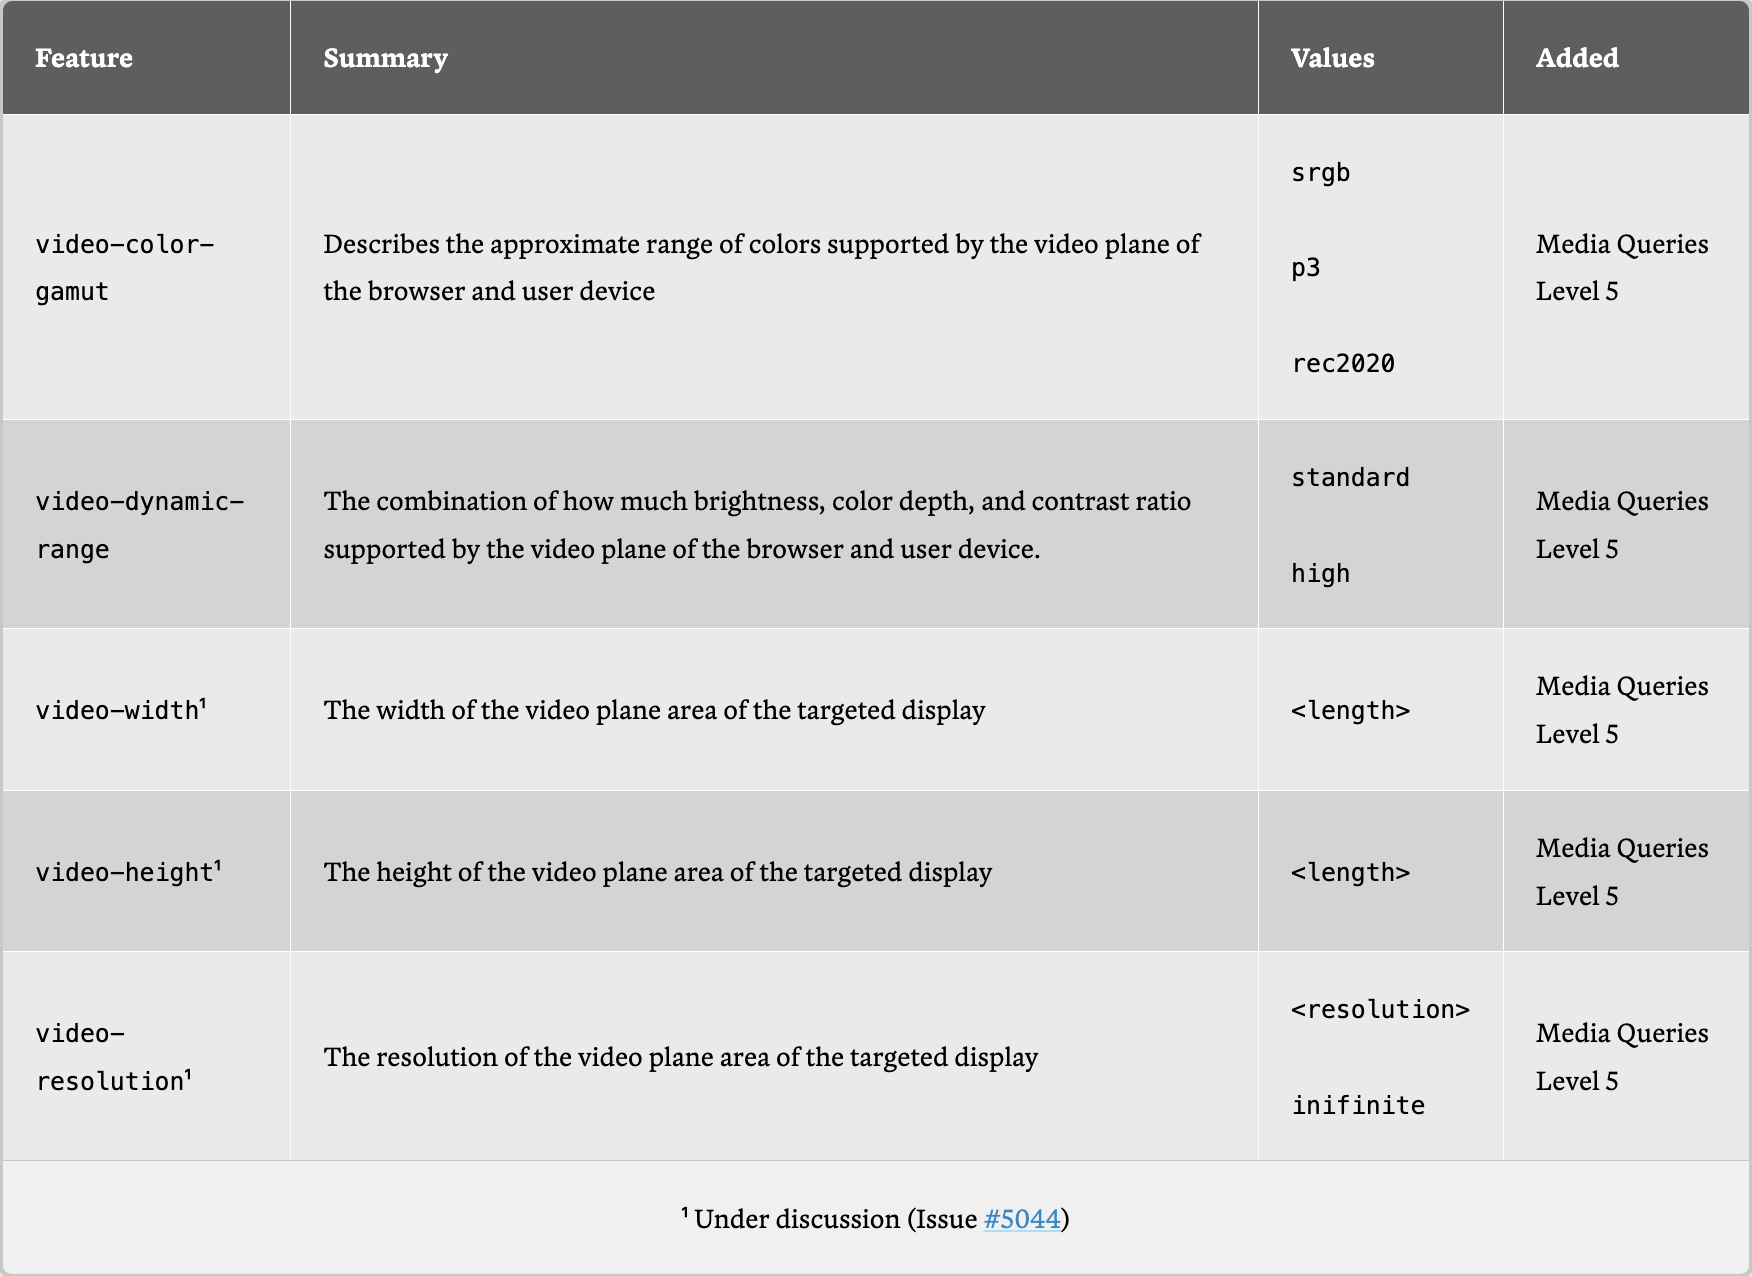 Feature Summary Values Added
video-color-
gamut
Describes the approximate range of colors supported by the video plane of
the browser and user device
srgb
p3
rec2020
Media Queries
Level 5
video-dynamic-
range
The combination of how much brightness, color depth, and contrast ratio
supported by the video plane of the browser and user device.
standard
high
Media Queries
Level 5
video-width¹
The width of the video plane area of the targeted display
<length>
Media Queries
Level 5
video-height¹
The height of the video plane area of the targeted display
<length>
Media Queries
Level 5
video-
resolution¹
The resolution of the video plane area of the targeted display
<resolution>
inifinite
Media Queries
Level 5
¹ Under discussion (Issue #5044)